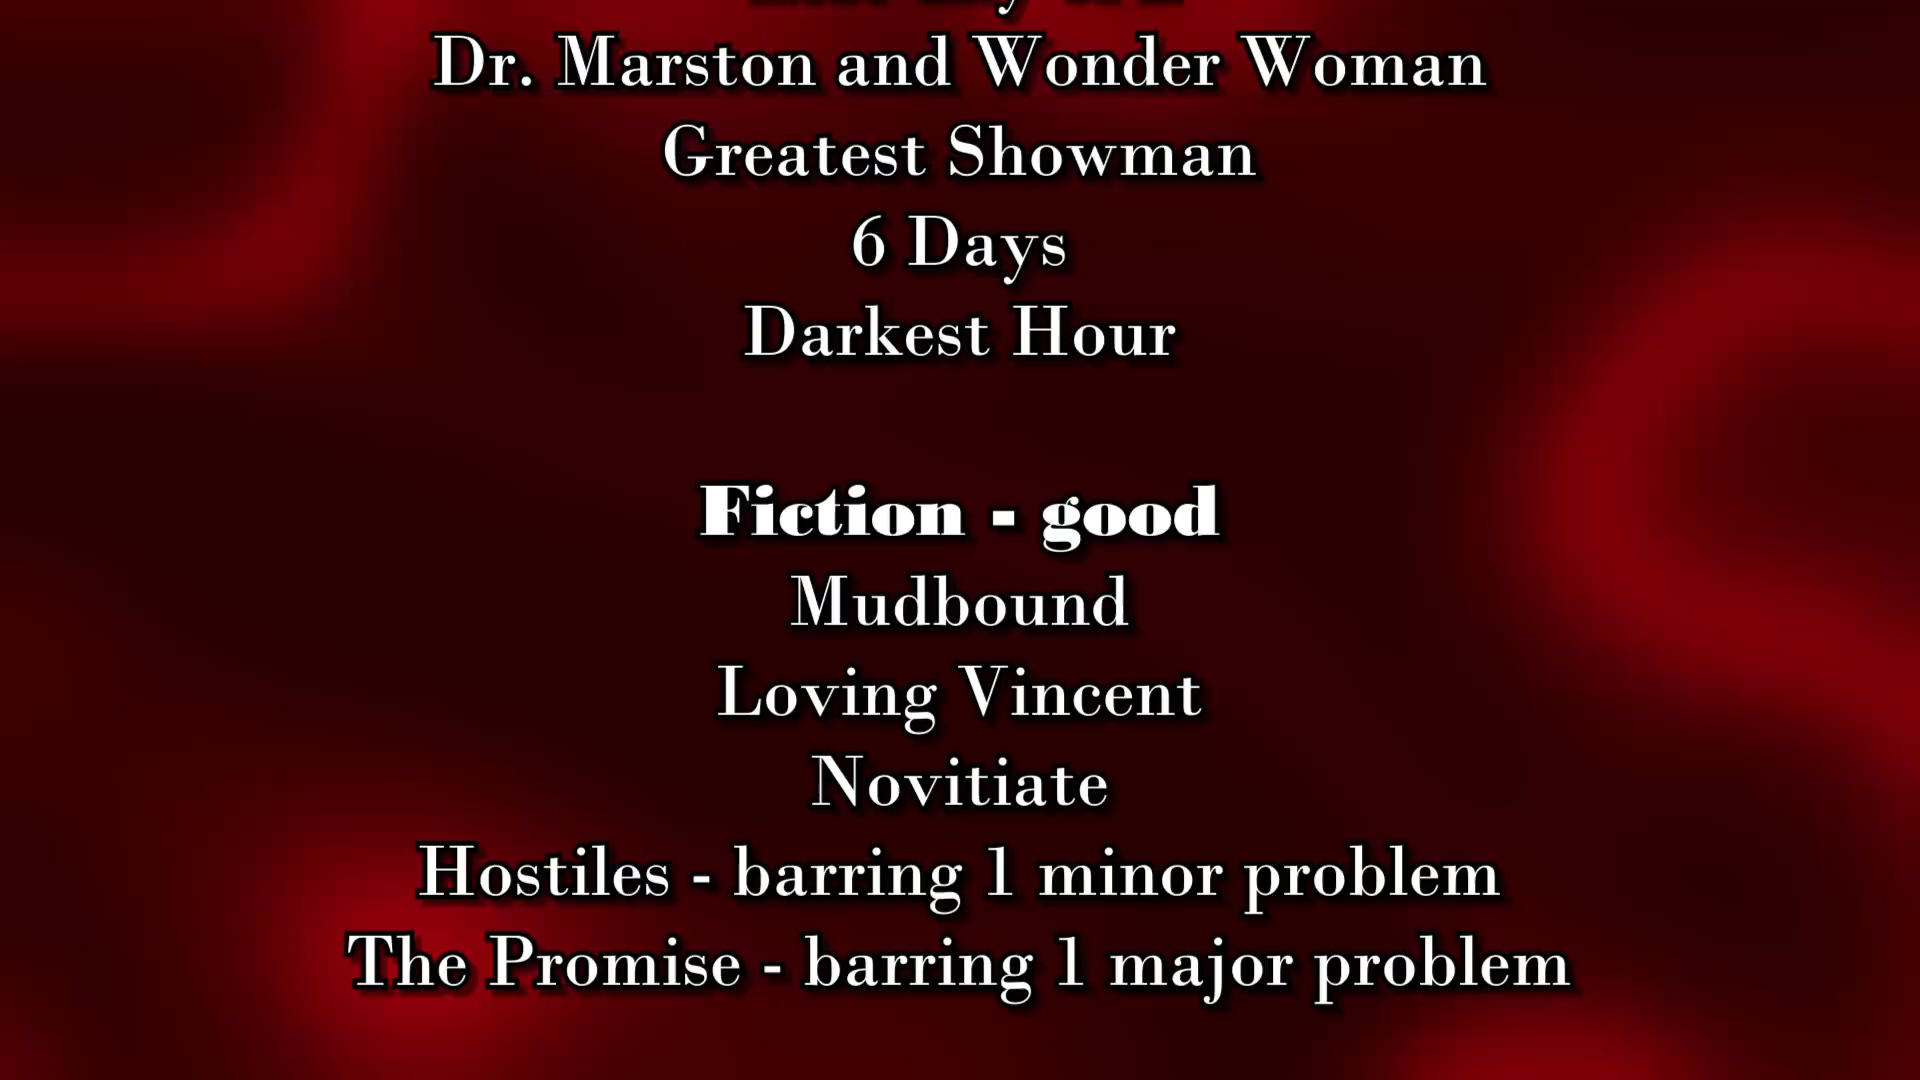 Dr. Marston and Wonder Woman
Greatest Showman
6 Days
Darkest Hour
Fiction - good
Mudbound
Loving Vincent
Novitiate
Hostiles - barring 1 minor problem
The Promise - barring 1 major problem